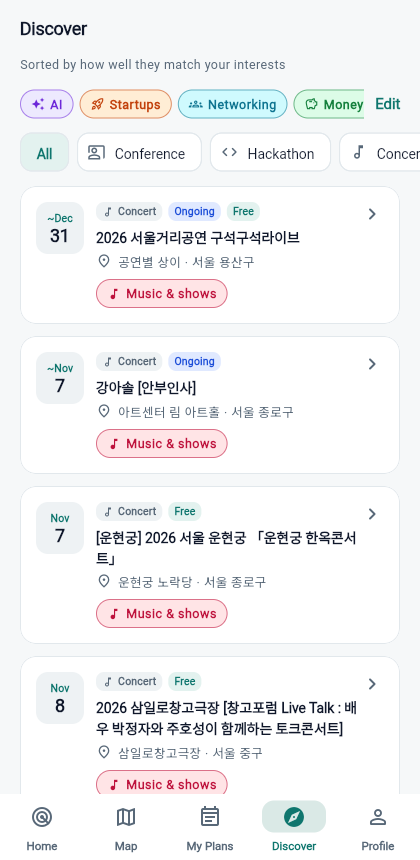 Discover
Sorted by how well they match your interests
AI Startups Networking Money Edit
All Conference Hackathon Concer
~Dec
31
Concert Ongoing Free
2026 서울거리공연 구석구석라이브
공연별 상이 · 서울 용산구
Music & shows
~Nov
7
Concert Ongoing
강아솔 [안부인사]
아트센터 림 아트홀 · 서울 종로구
Music & shows
Nov
7
Concert Free
[운현궁] 2026 서울 운현궁 「운현궁 한옥콘서
트」
운현궁 노락당 · 서울 종로구
Music & shows
Nov
8
Concert Free
2026 삼일로창고극장 [창고포럼 Live Talk : 배
우 박정자와 주호성이 함께하는 토크콘서트]
삼일로창고극장 · 서울 중구
Music & shows
Home Map My Plans Discover Profile